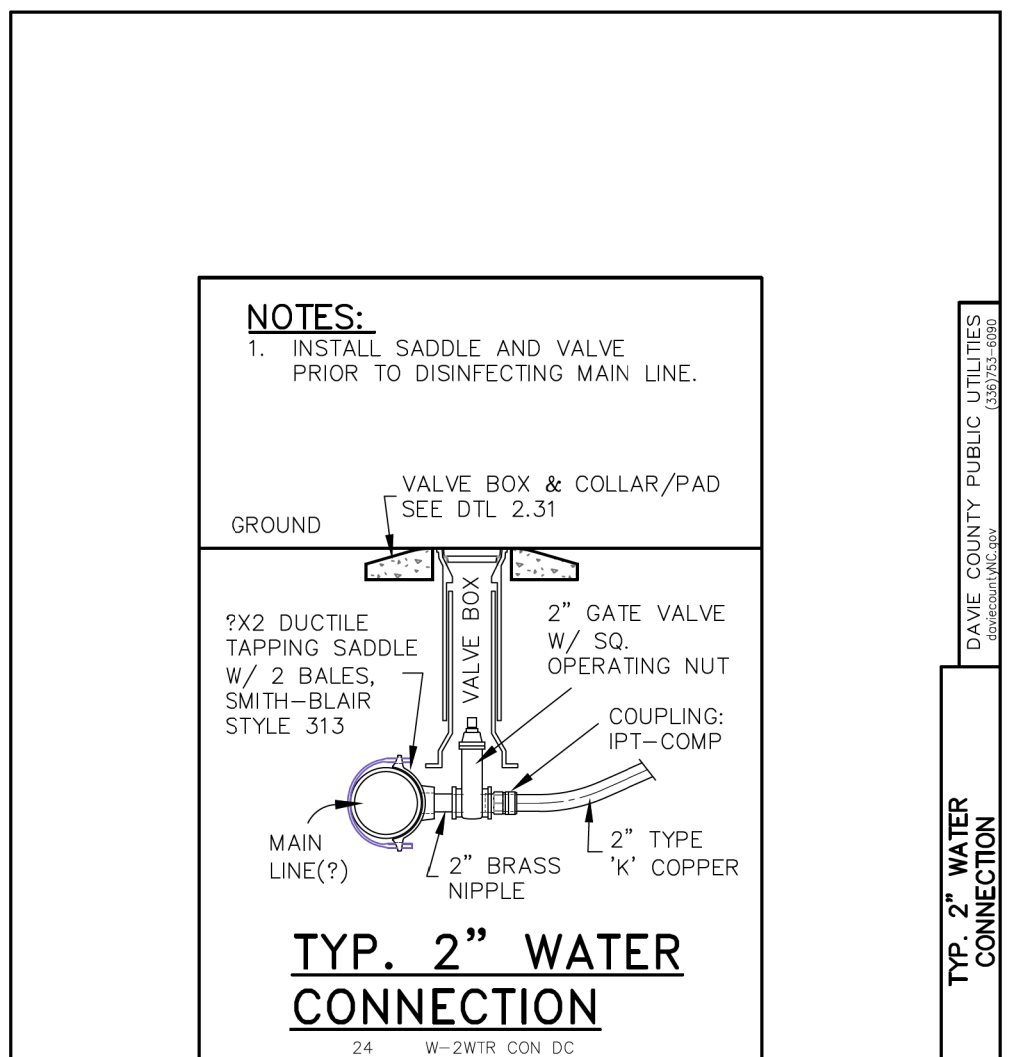 NOTES:
1. INSTALL SADDLE AND VALVE
PRIOR TO DISINFECTING MAIN LINE.
VALVE BOX & COLLAR/PAD
SEE DTL 2.31
GROUND
VALVE BOX
?X2 DUCTILE
TAPPING SADDLE
W/ 2 BALES,
SMITH-BLAIR
STYLE 313
2" GATE VALVE
W/ SQ.
OPERATING NUT
COUPLING:
IPT-COMP
MAIN
LINE(?)
2" BRASS
NIPPLE
2" TYPE
'K' COPPER
TYP. 2" WATER
CONNECTION
24 W-2WTR CON DC
DAVIE COUNTY PUBLIC UTILITIES
daviecountyNC.gov (336)753-6090
TYP. 2" WATER
CONNECTION